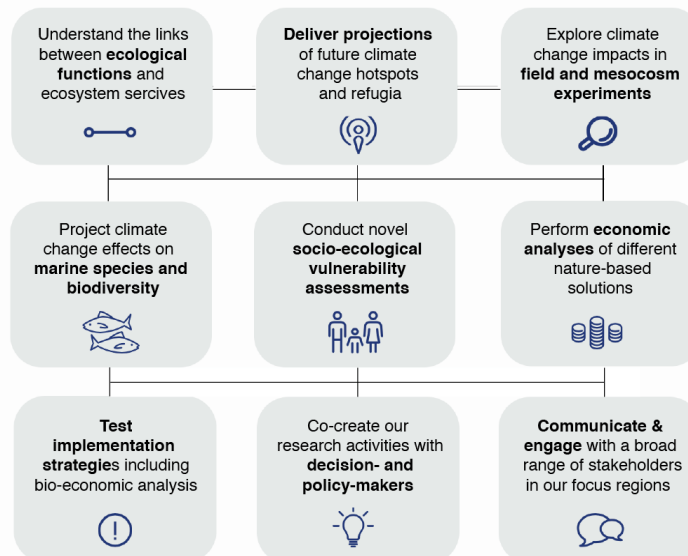 Understand the links
between ecological
functions and
ecosystem sercives
Deliver projections
of future climate
change hotspots
and refugia
Explore climate
change impacts in
field and mesocosm
experiments
Project climate
change effects on
marine species and
biodiversity
Conduct novel
socio-ecological
vulnerability
assessments
Perform economic
analyses of different
nature-based
solutions
Test
implementation
strategies including
bio-economic analysis
Co-create our
research activities with
decision- and
policy-makers
Communicate &
engage with a broad
range of stakeholders
in our focus regions